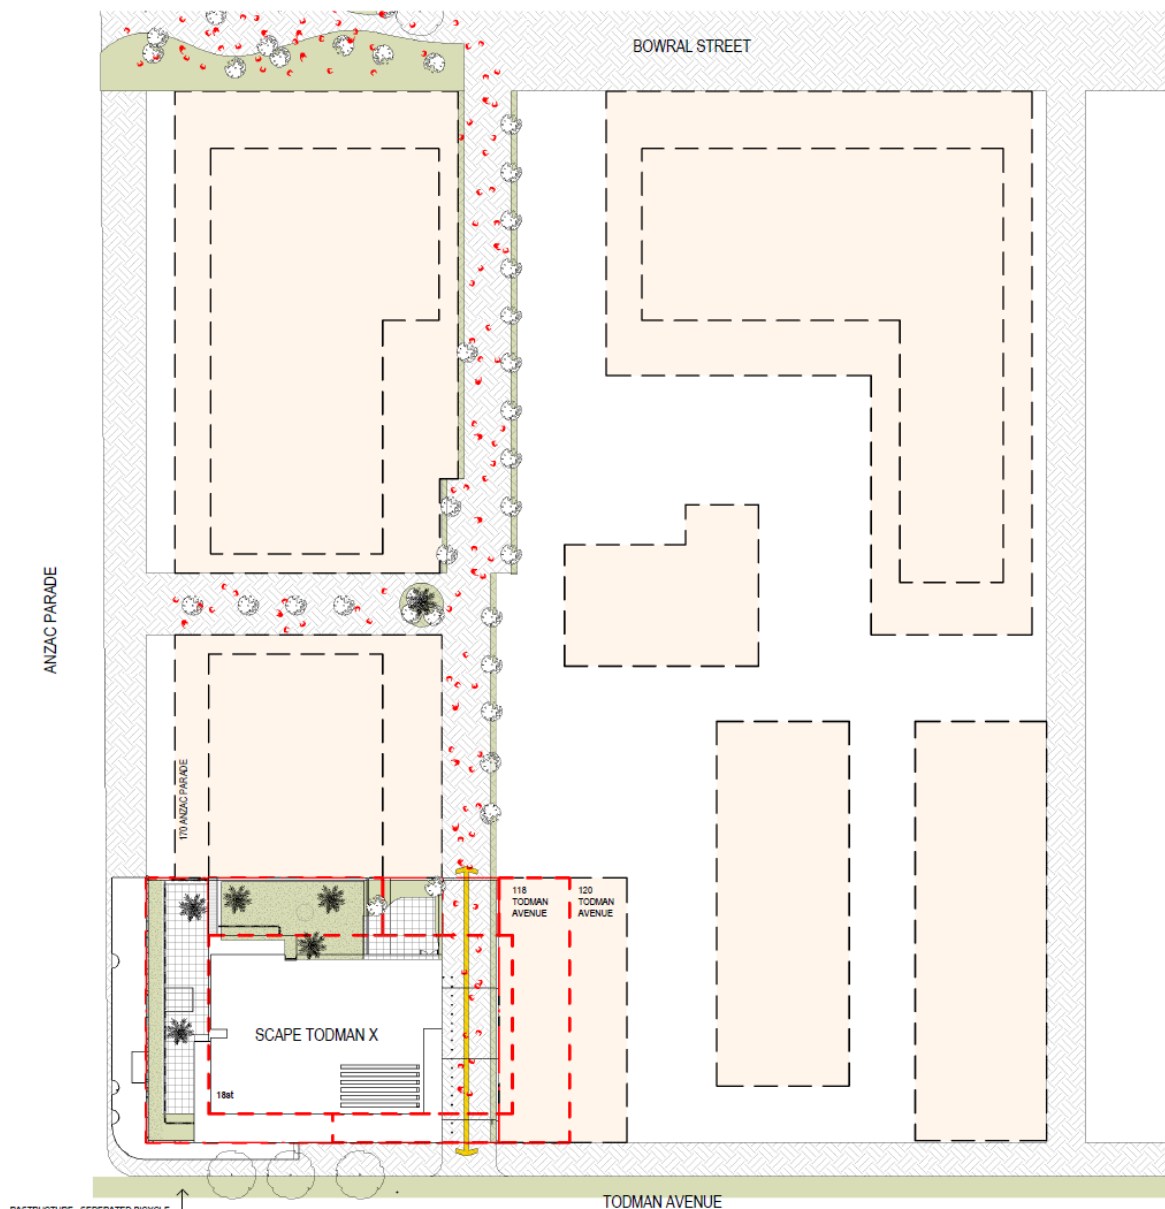 BOWRAL STREET
ANZAC PARADE
170 ANZAC PARADE
118
TODMAN
AVENUE
120
TODMAN
AVENUE
SCAPE TODMAN X
18st
TODMAN AVENUE